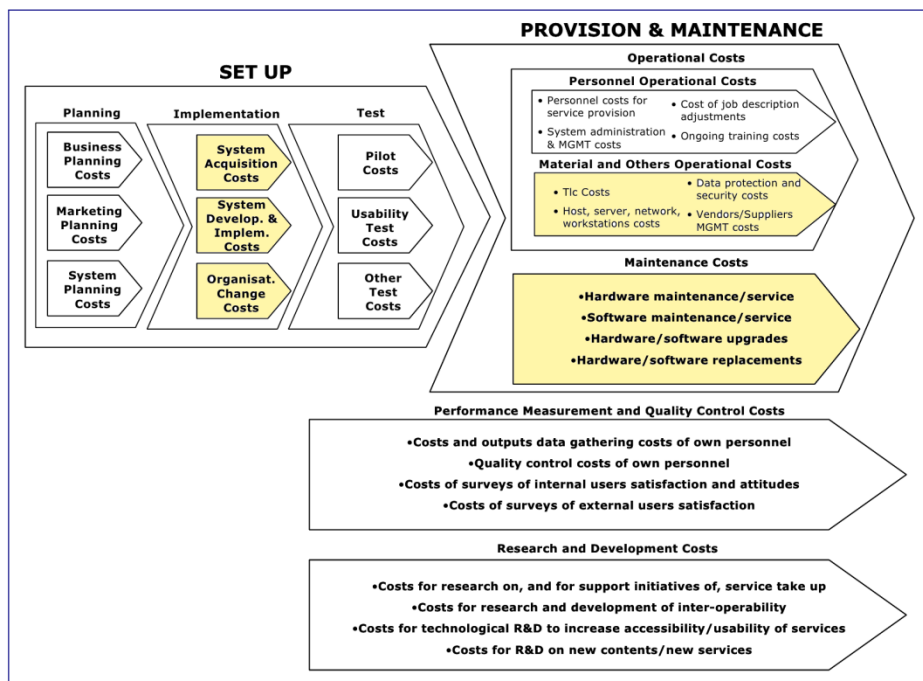 PROVISION & MAINTENANCE
SET UP
Planning
Business
Planning
Costs
Marketing
Planning
Costs
System
Planning
Costs
Implementation
System
Acquisition
Costs
System
Develop. &
Implem.
Costs
Organisat.
Change
Costs
Test
Pilot
Costs
Usability
Test
Costs
Other
Test
Costs
Operational Costs
Personnel Operational Costs
• Personnel costs for
service provision
• System administration
& MGMT costs
• Cost of job description
adjustments
• Ongoing training costs
Material and Others Operational Costs
• Tlc Costs
• Host, server, network,
workstations costs
• Data protection and
security costs
• Vendors/Suppliers
MGMT costs
Maintenance Costs
•Hardware maintenance/service
•Software maintenance/service
•Hardware/software upgrades
•Hardware/software replacements
Performance Measurement and Quality Control Costs
•Costs and outputs data gathering costs of own personnel
•Quality control costs of own personnel
•Costs of surveys of internal users satisfaction and attitudes
•Costs of surveys of external users satisfaction
Research and Development Costs
•Costs for research on, and for support initiatives of, service take up
•Costs for research and development of inter-operability
•Costs for technological R&D to increase accessibility/usability of services
•Costs for R&D on new contents/new services